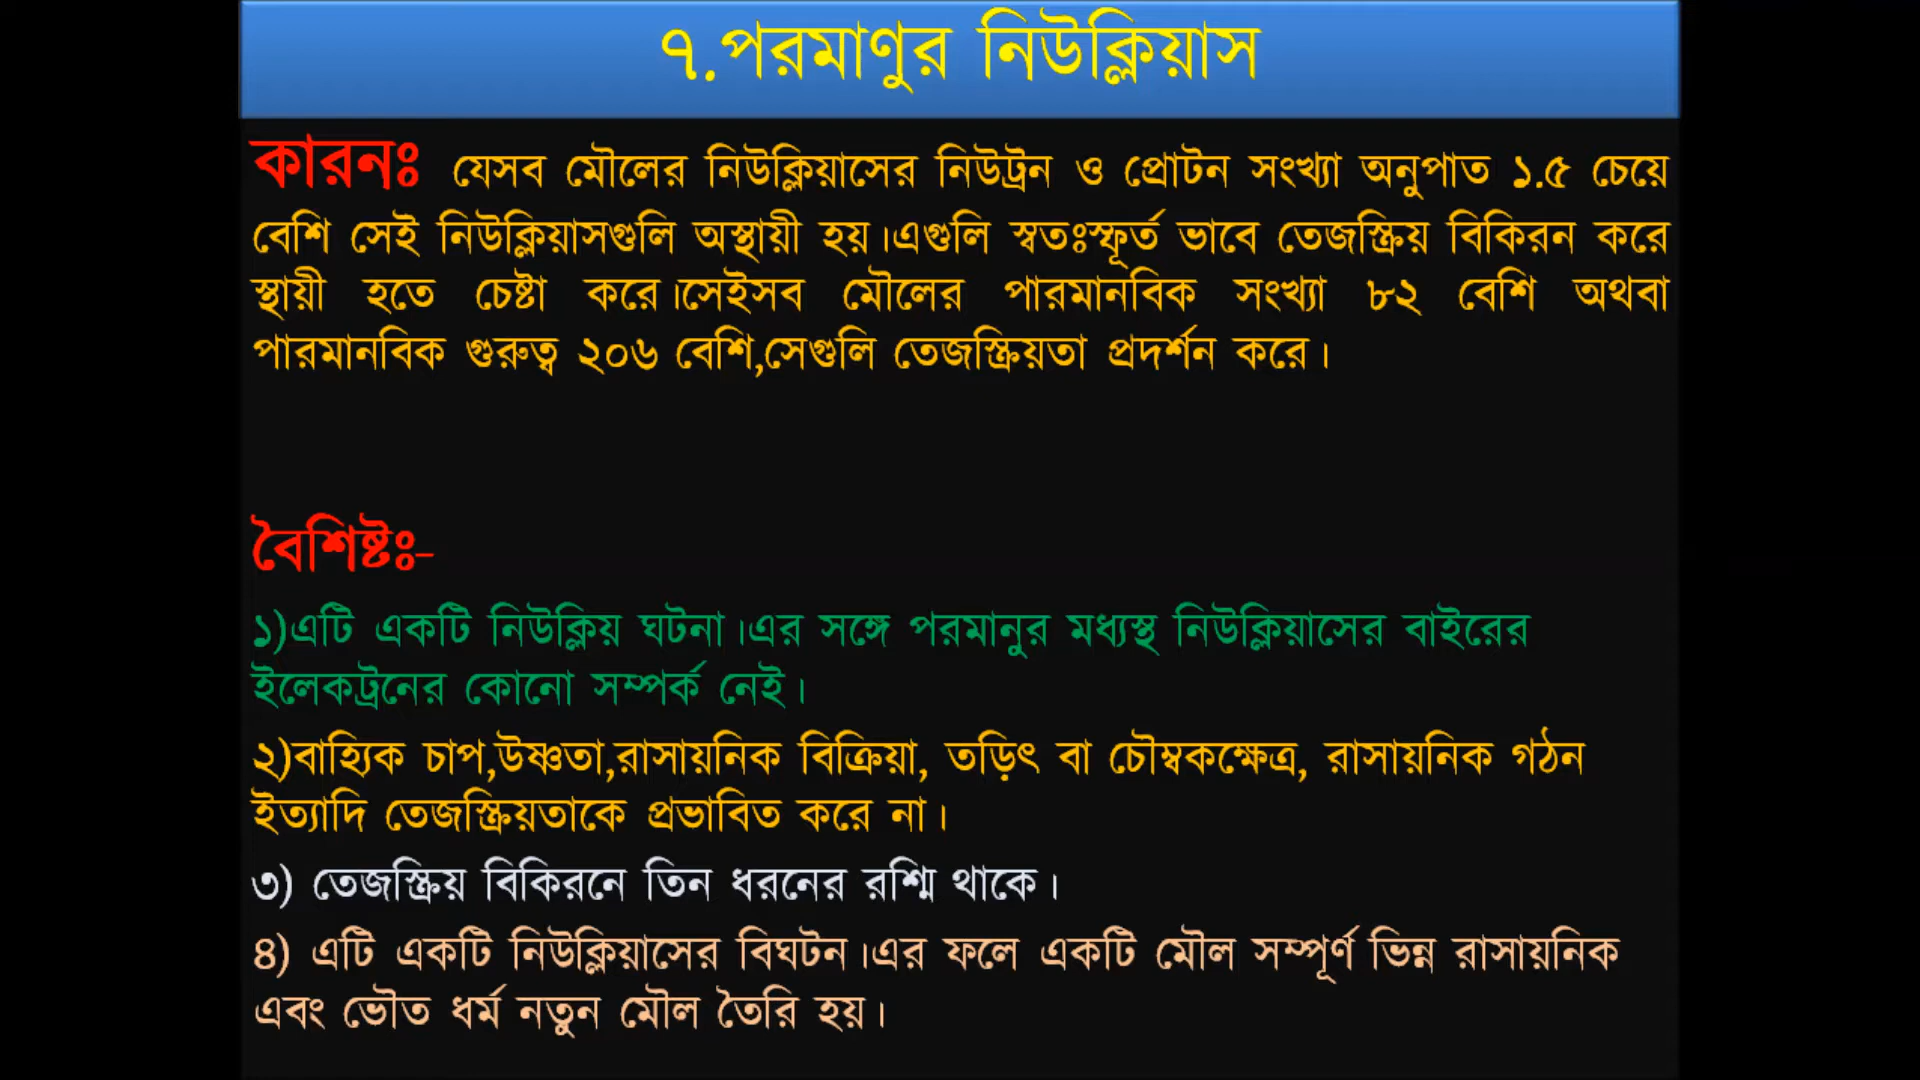 ৭.পরমাণুর নিউক্লিয়াস
কারনঃ যেসব মৌলের নিউক্লিয়াসের নিউট্রন ও প্রোটন সংখ্যা অনুপাত ১.৫ চেয়ে
বেশি সেই নিউক্লিয়াসগুলি অস্থায়ী হয়।এগুলি স্বতঃস্ফূর্ত ভাবে তেজস্ক্রিয় বিকিরন করে
স্থায়ী হতে চেষ্টা করে।সেইসব মৌলের পারমানবিক সংখ্যা ৮২ বেশি অথবা
পারমানবিক গুরুত্ব ২০৬ বেশি,সেগুলি তেজস্ক্রিয়তা প্রদর্শন করে।
বৈশিষ্টঃ-
১)এটি একটি নিউক্লিয় ঘটনা।এর সঙ্গে পরমানুর মধ্যস্থ নিউক্লিয়াসের বাইরের
ইলেকট্রনের কোনো সম্পর্ক নেই।
২)বাহ্যিক চাপ,উষ্ণতা,রাসায়নিক বিক্রিয়া, তড়িৎ বা চৌম্বকক্ষেত্র, রাসায়নিক গঠন
ইত্যাদি তেজস্ক্রিয়তাকে প্রভাবিত করে না।
৩) তেজস্ক্রিয় বিকিরনে তিন ধরনের রশ্মি থাকে।
৪) এটি একটি নিউক্লিয়াসের বিঘটন।এর ফলে একটি মৌল সম্পূর্ণ ভিন্ন রাসায়নিক
এবং ভৌত ধর্ম নতুন মৌল তৈরি হয়।